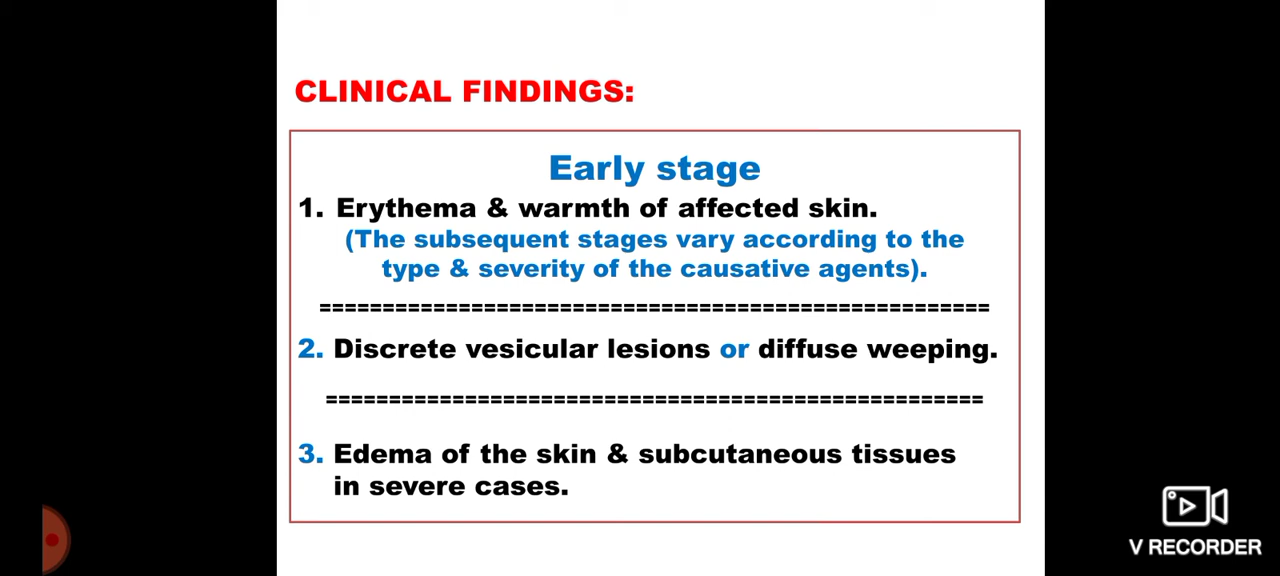 CLINICAL FINDINGS:
Early stage
1. Erythema & warmth of affected skin.
(The subsequent stages vary according to the
type & severity of the causative agents).
=====================================================
2. Discrete vesicular lesions or diffuse weeping.
====================================================
3. Edema of the skin & subcutaneous tissues
in severe cases.
V RECORDER